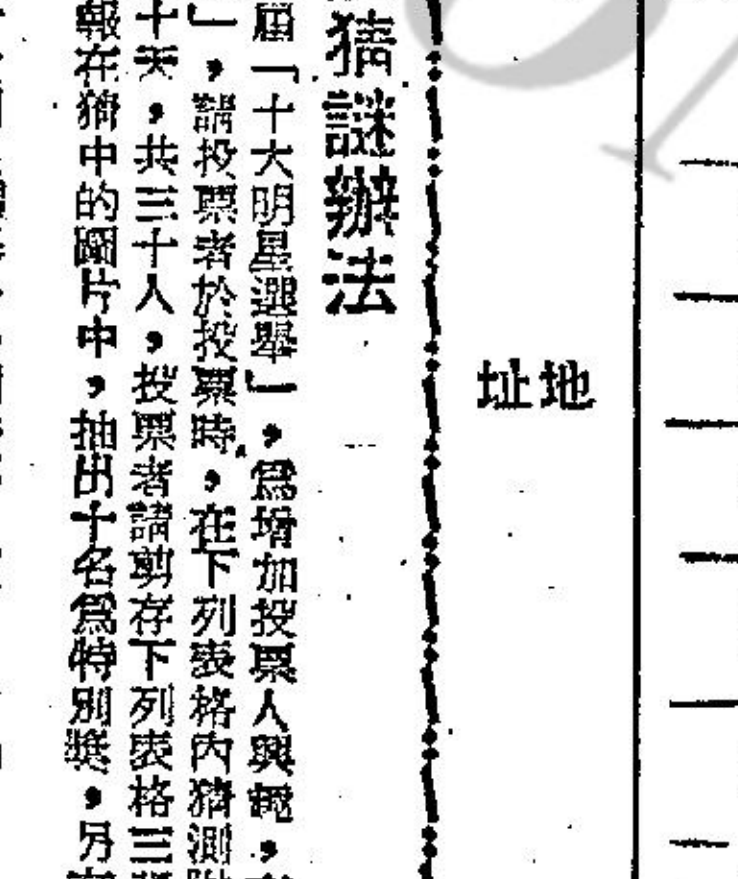 地址
猜謎辦法
屆「十大明星選舉」，爲增加投票人興趣，
」，請投票者於投票時，在下列表格內猜測
十天，共三十人，投票者請剪存下列表格三
報在猜中的圖片中，抽出十名爲特別獎，另